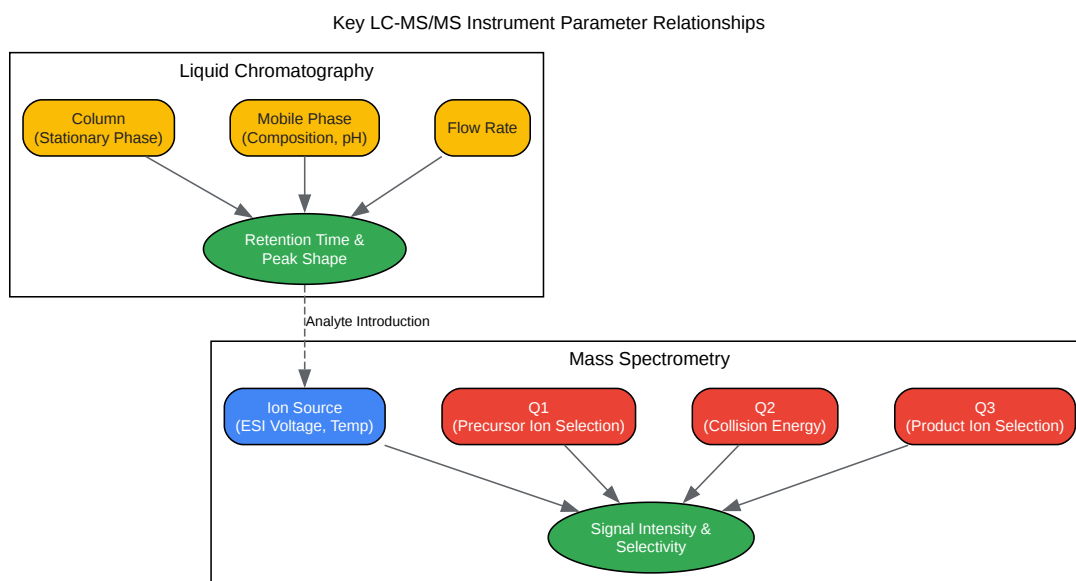 Key LC-MS/MS Instrument Parameter Relationships
Liquid Chromatography
Column
(Stationary Phase)
Mobile Phase
(Composition, pH)
Flow Rate
Retention Time &
Peak Shape
Analyte Introduction
Mass Spectrometry
Ion Source
(ESI Voltage, Temp)
Q1
(Precursor Ion Selection)
Q2
(Collision Energy)
Q3
(Product Ion Selection)
Signal Intensity &
Selectivity